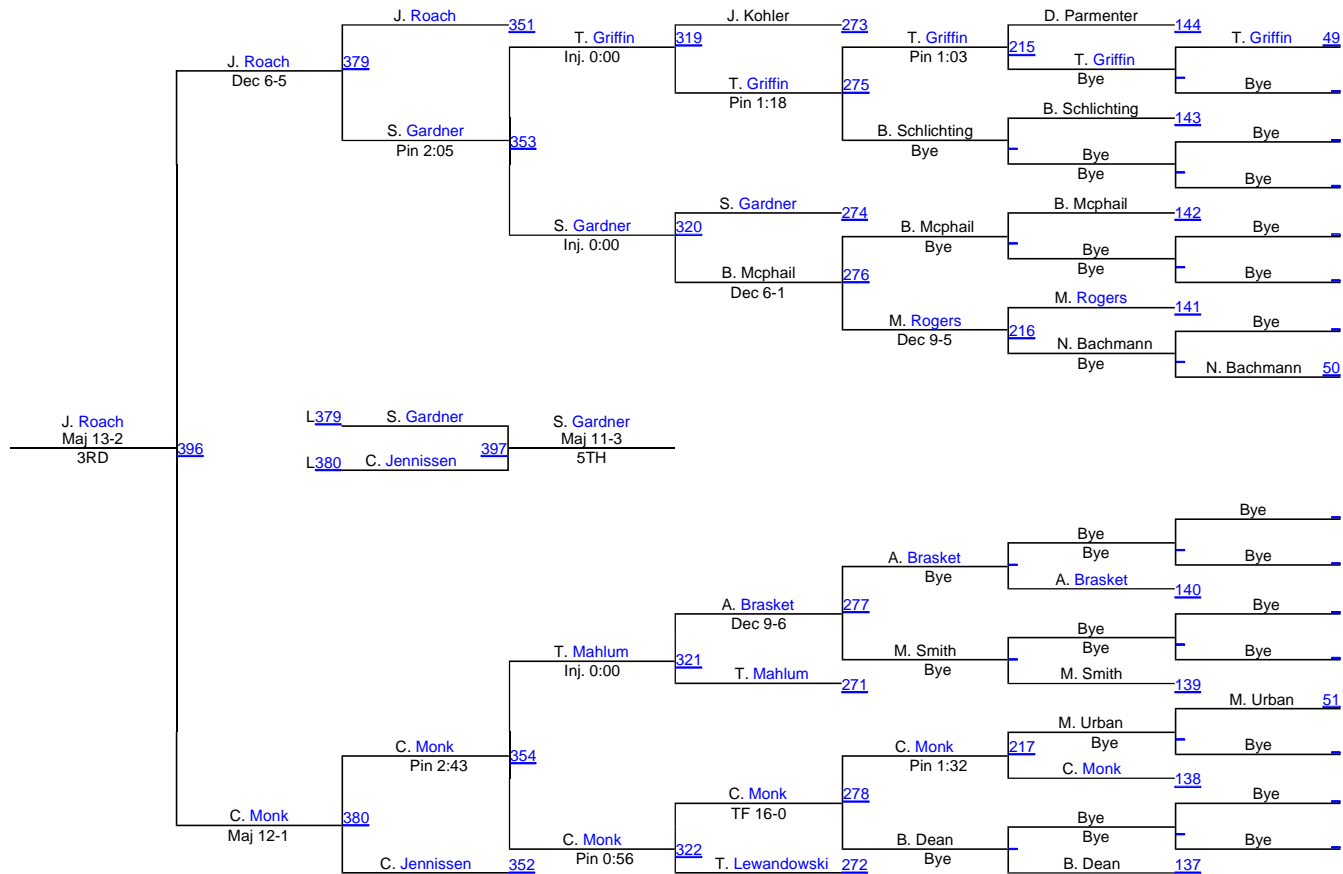 J. Roach 351 J. Kohler 273 D. Parmenter 144
T. Griffin 319 T. Griffin 215 T. Griffin 49
Inj. 0:00 Pin 1:03
J. Roach 379 T. Griffin
Dec 6-5 Bye
T. Griffin 275 Bye
Pin 1:18
B. Schlichting 143
S. Gardner 353 B. Schlichting Bye
Pin 2:05 Bye
Bye
Bye
Bye
S. Gardner 274 B. Mcphail 142
S. Gardner 320 B. Mcphail Bye
Inj. 0:00 Bye
Bye
Bye
B. Mcphail 276 Bye
Dec 6-1
M. Rogers 141
M. Rogers 216 Bye
Dec 9-5
N. Bachmann
Bye
N. Bachmann 50
J. Roach L379 S. Gardner S. Gardner
Maj 13-2 396 397 Maj 11-3
3RD 5TH
L380 C. Jennissen
Bye
Bye
Bye
A. Brasket Bye
Bye
A. Brasket 140
A. Brasket 277 Bye
Dec 9-6
Bye
Bye
T. Mahlum 321 M. Smith Bye
Inj. 0:00 Bye
T. Mahlum 271 M. Smith 139
M. Urban 51
M. Urban
Bye
C. Monk 354 C. Monk 217 Bye
Pin 2:43 Pin 1:32
C. Monk 138
C. Monk 278 Bye
TF 16-0
C. Monk 380 Bye
Maj 12-1 Bye
C. Monk 322 B. Dean Bye
Pin 0:56 Bye
C. Jennissen 352 T. Lewandowski 272 B. Dean 137